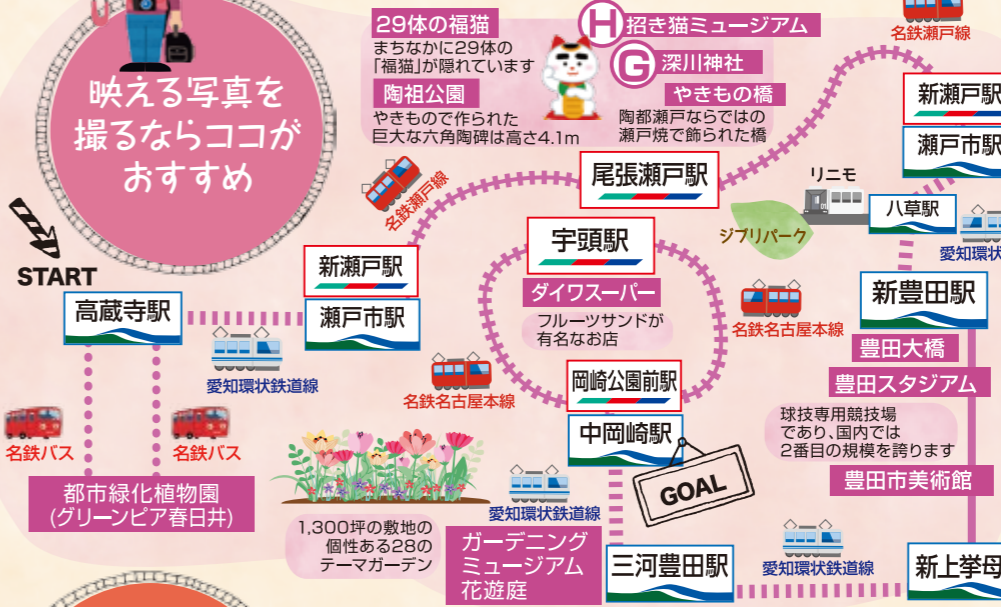 映える写真を
撮るならココが
おすすめ
START
29体の福猫
まちなかに29体の
「福猫」が隠れています
陶祖公園
やきもので作られた
巨大な六角陶碑は高さ4.1m
H 招き猫ミュージアム
G 深川神社
やきもの橋
陶都瀬戸ならではの
瀬戸焼で飾られた橋
名鉄瀬戸線
新瀬戸駅
瀬戸市駅
尾張瀬戸駅
名鉄瀬戸線
新瀬戸駅
瀬戸市駅
高蔵寺駅
愛知環状鉄道線
名鉄バス
名鉄バス
都市緑化植物園
(グリーンピア春日井)
リニモ
ジブリパーク
八草駅
愛知環状
新豊田駅
豊田大橋
豊田スタジアム
球技専用競技場
であり、国内では
2番目の規模を誇ります
豊田市美術館
新上挙母
愛知環状鉄道線
三河豊田駅
ガーデニング
ミュージアム
花遊庭
1,300坪の敷地の
個性ある28の
テーマガーデン
愛知環状鉄道線
中岡崎駅
GOAL
岡崎公園前駅
名鉄名古屋本線
名鉄名古屋本線
宇頭駅
ダイワスーパー
フルーツサンドが
有名なお店